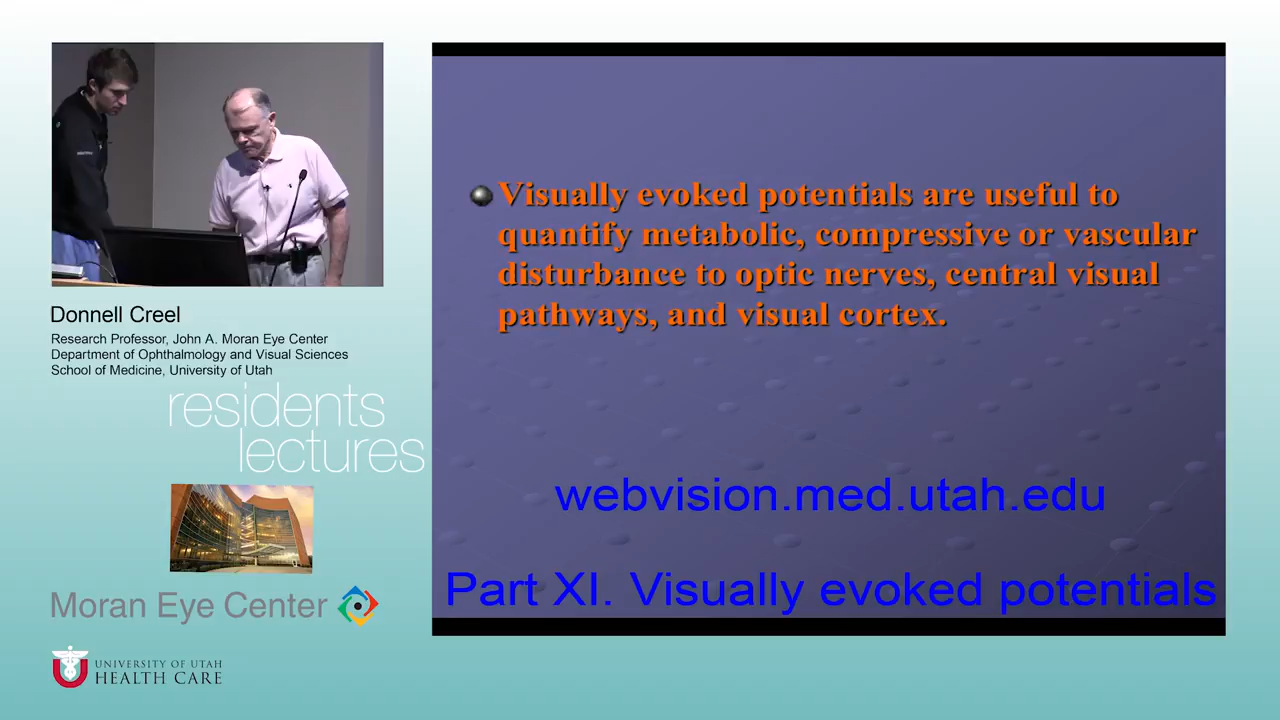 Visually evoked potentials are useful to
quantify metabolic, compressive or vascular
disturbance to optic nerves, central visual
pathways, and visual cortex.
webvision.med.utah.edu
Part XI. Visually evoked potentials
Donnell Creel
Research Professor, John A. Moran Eye Center
Department of Ophthalmology and Visual Sciences
School of Medicine, University of Utah
residents
lectures
Moran Eye Center
UNIVERSITY OF UTAH
HEALTH CARE